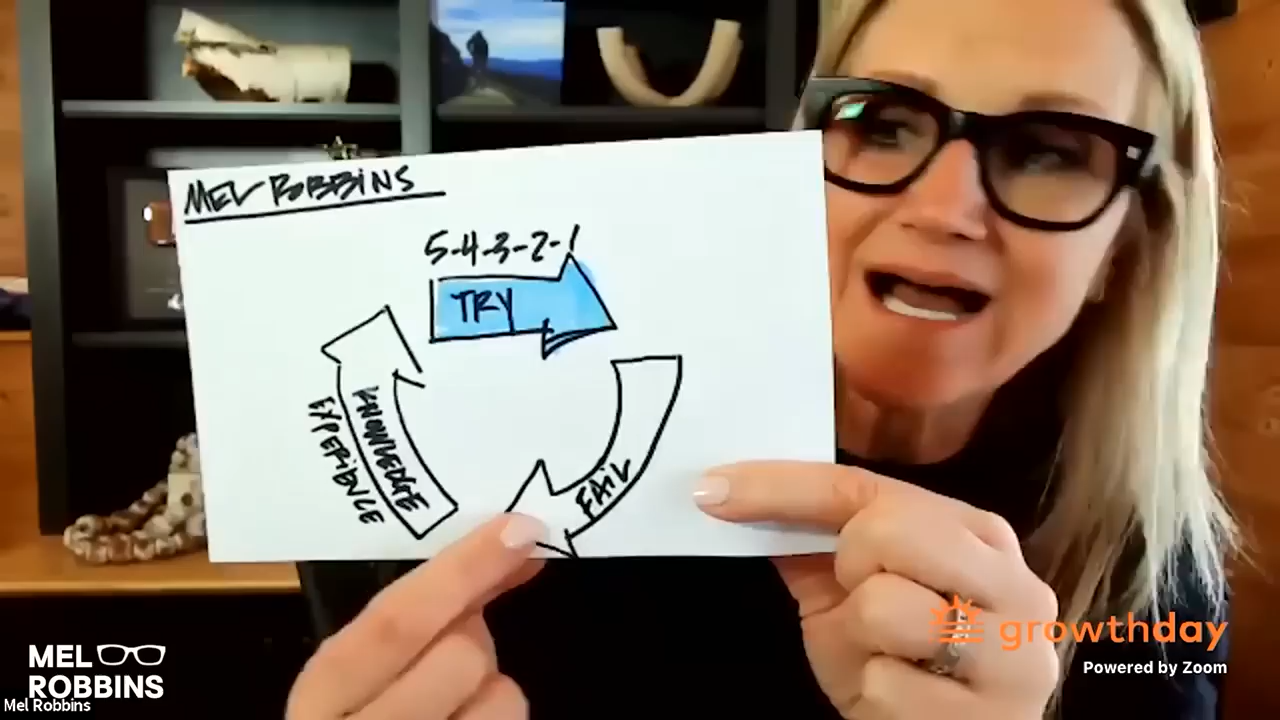 MEL ROBBINS
5-4-3-2-1
TRY
FAIL
KNOWLEDGE
EXPERIENCE
growthday
Powered by Zoom
MEL
ROBBINS
Mel Robbins